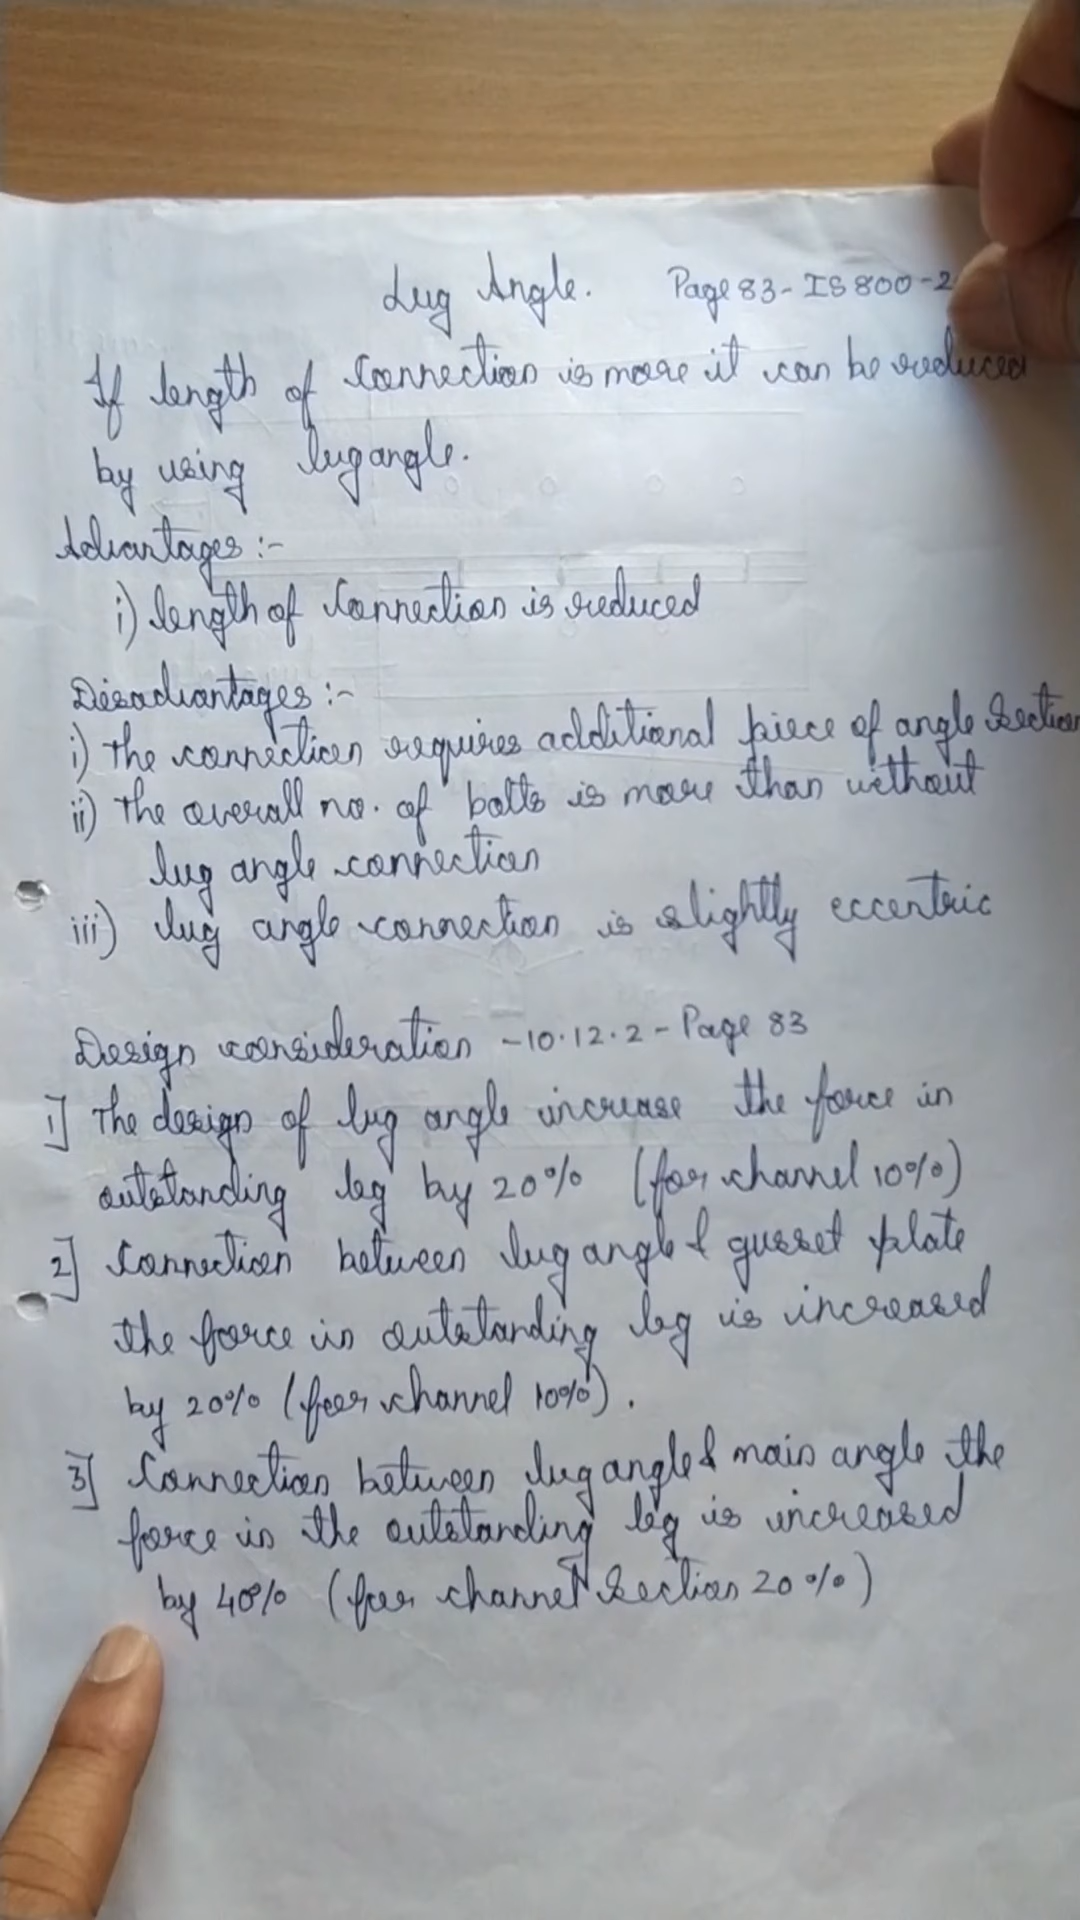 Lug Angle. Page 83- IS 800-2
If length of connection is more it can be reduced
by using lug angle.
Advantages :-
i) length of connection is reduced
Disadvantages :-
i) the connection requires additional piece of angle section
ii) the overall no. of bolts is more than without
lug angle connection
iii) lug angle connection is slightly eccentric
Design consideration -10.12.2 - Page 83
1] The design of lug angle increase the force in
outstanding leg by 20% (for channel 10%)
2] Connection between lug angle & gusset plate
the force in outstanding leg is increased
by 20% (for channel 10%).
3] Connection between lug angle & main angle the
force in the outstanding leg is increased
by 40% (for channel section 20%)